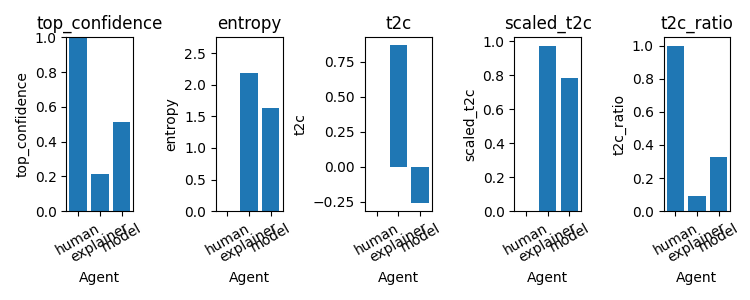 top_confidence
entropy
t2c
scaled_t2c
t2c_ratio
1.0
0.8
0.6
0.4
0.2
0.0
top_confidence
human
explainer
model
Agent
2.5
2.0
1.5
1.0
0.5
0.0
entropy
human
explainer
model
Agent
0.75
0.50
0.25
0.00
−0.25
t2c
human
explainer
model
Agent
1.0
0.8
0.6
0.4
0.2
0.0
scaled_t2c
human
explainer
model
Agent
1.0
0.8
0.6
0.4
0.2
0.0
t2c_ratio
human
explainer
model
Agent